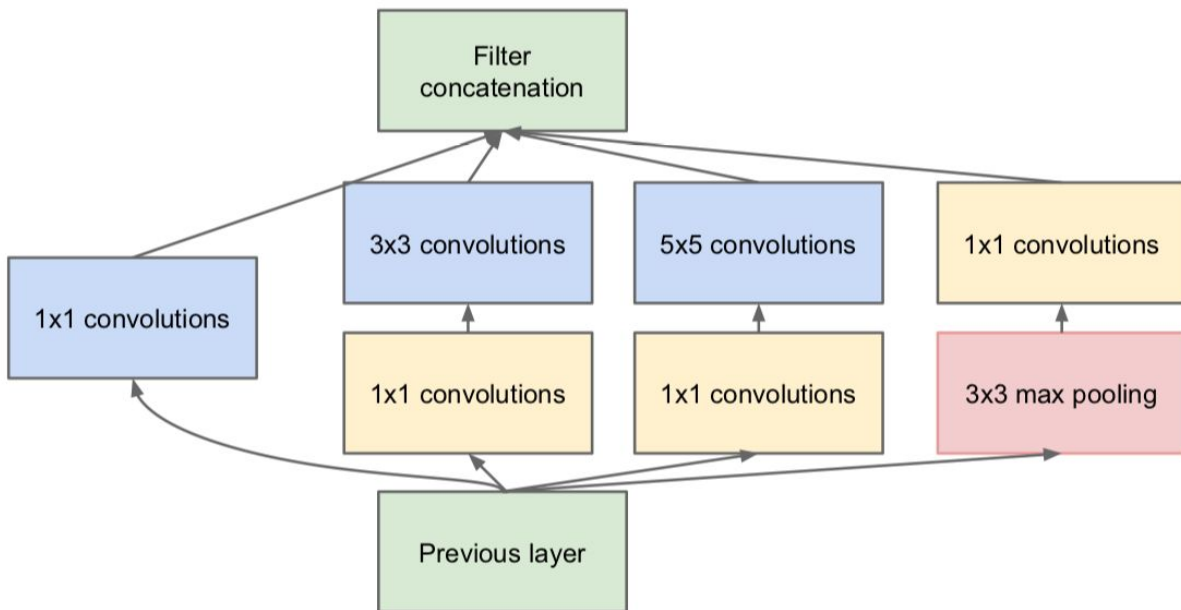 Filter
concatenation
3x3 convolutions
5x5 convolutions
1x1 convolutions
1x1 convolutions
1x1 convolutions
1x1 convolutions
3x3 max pooling
Previous layer